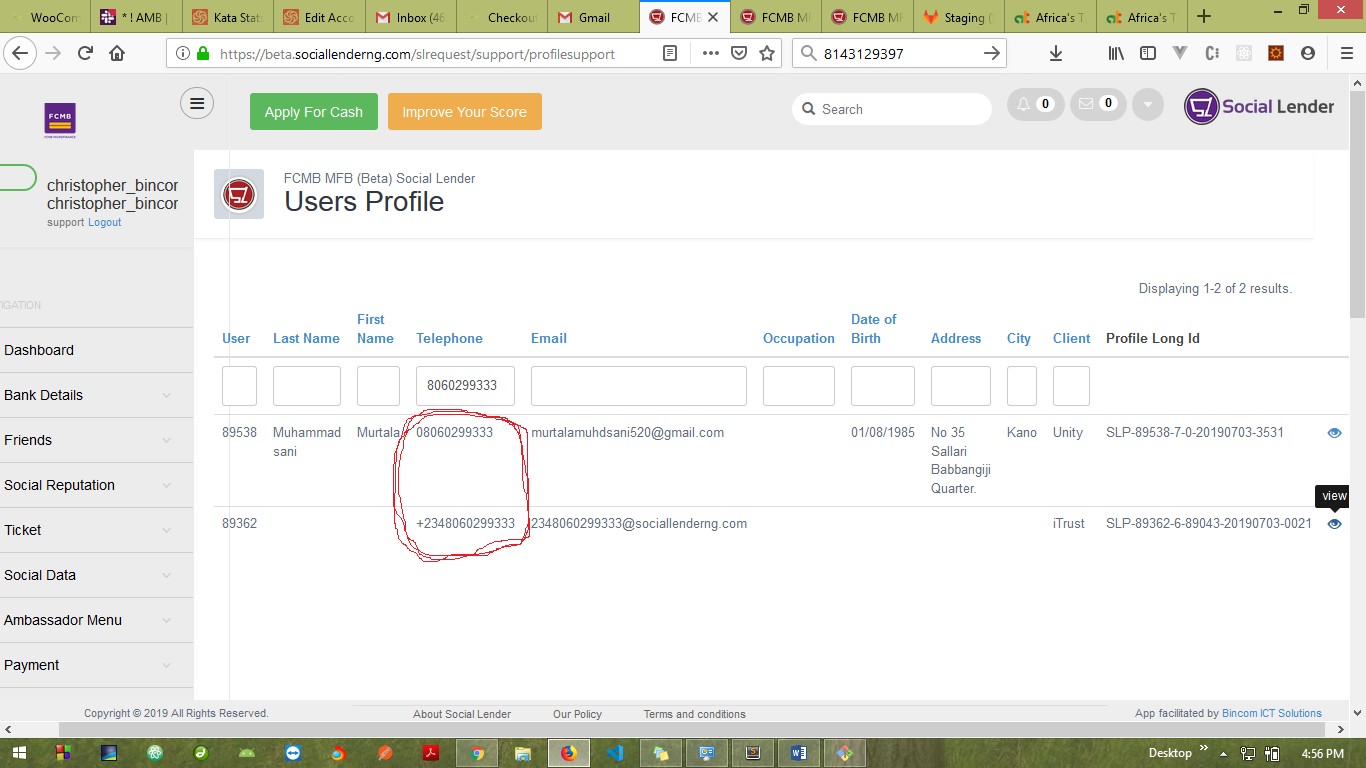 WooCom
* ! AMB |
Kata Stats
Edit Acco
Inbox (46
Checkout
Gmail
FCMB
FCMB MF
FCMB MF
Staging (
Africa's T
Africa's T
https://beta.sociallenderng.com/slrequest/support/profilesupport
8143129397
FCMB
Apply For Cash
Improve Your Score
Search
0
0
Social Lender
christopher_bincom
christopher_bincom
support Logout
IGATION
Dashboard
Bank Details
Friends
Social Reputation
Ticket
Social Data
Ambassador Menu
Payment
FCMB MFB (Beta) Social Lender
Users Profile
Displaying 1-2 of 2 results.
User Last Name First Name Telephone Email Occupation Date of Birth Address City Client Profile Long Id
8060299333
89538 Muhammad sani Murtala 08060299333 murtalamuhdsani520@gmail.com 01/08/1985 No 35 Sallari Babbangiji Quarter. Kano Unity SLP-89538-7-0-20190703-3531
view
89362 +2348060299333 2348060299333@sociallenderng.com iTrust SLP-89362-6-89043-20190703-0021
Copyright © 2019 All Rights Reserved.
About Social Lender
Our Policy
Terms and conditions
App facilitated by Bincom ICT Solutions
Desktop
4:56 PM